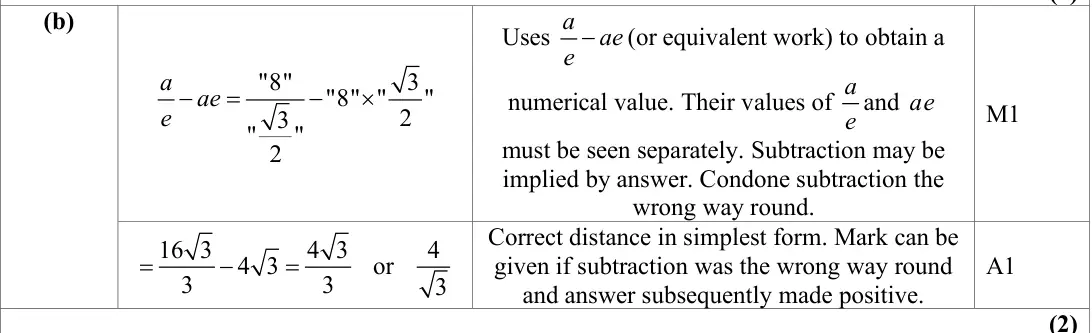 (b)
a/e − ae = "8"/"√3/2" − "8"×"√3/2"
Uses a/e − ae (or equivalent work) to obtain a
numerical value. Their values of a/e and ae
must be seen separately. Subtraction may be
implied by answer. Condone subtraction the
wrong way round.
M1
= 16√3/3 − 4√3 = 4√3/3 or 4/√3
Correct distance in simplest form. Mark can be
given if subtraction was the wrong way round
and answer subsequently made positive.
A1
(2)